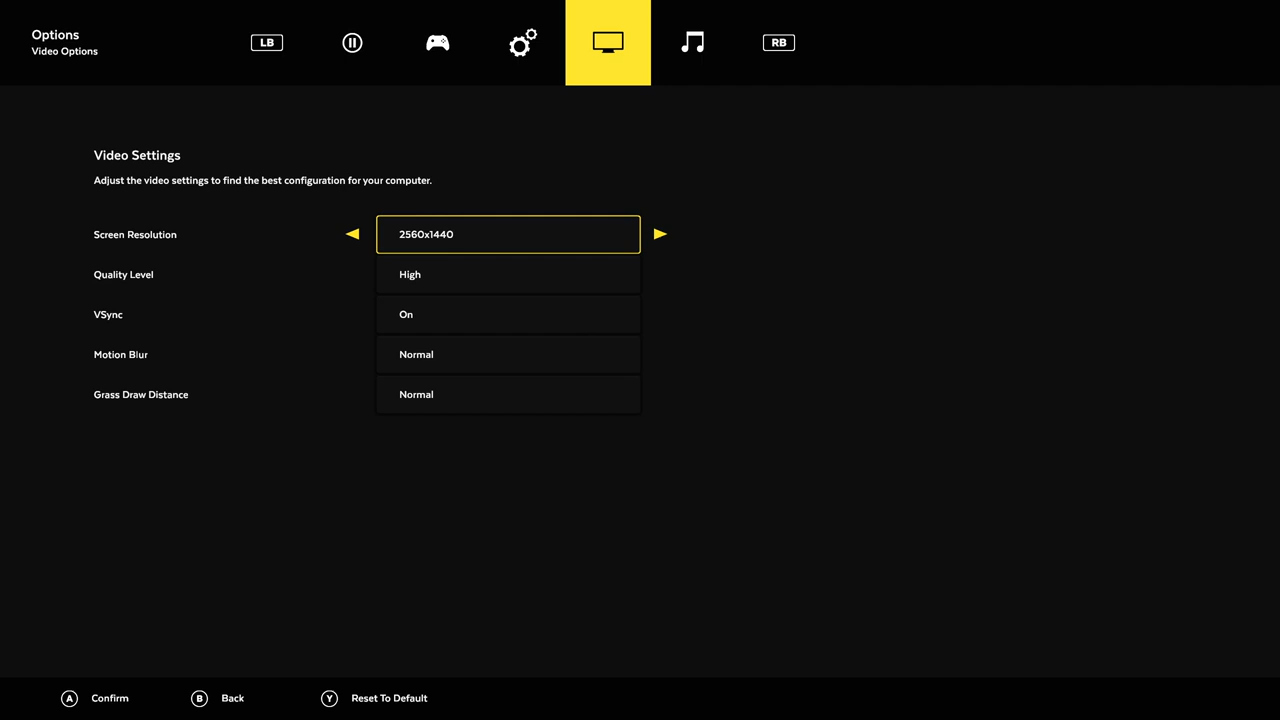 Options
Video Options
LB
RB
Video Settings
Adjust the video settings to find the best configuration for your computer.
Screen Resolution 2560x1440
Quality Level High
VSync On
Motion Blur Normal
Grass Draw Distance Normal
A Confirm B Back Y Reset To Default